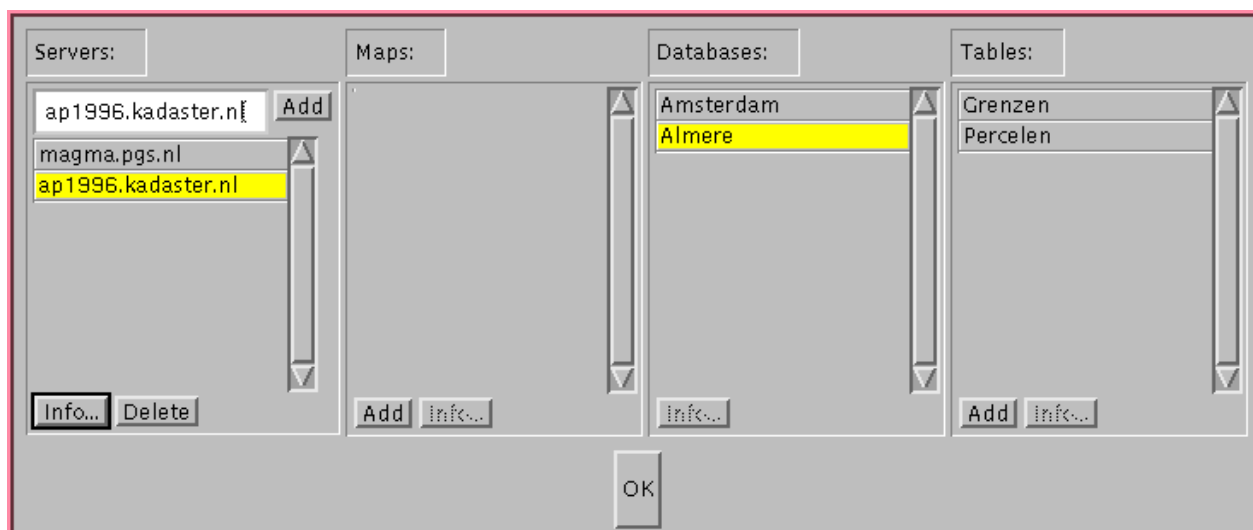 Servers:
Maps:
Databases:
Tables:
ap1996.kadaster.nl
Add
magma.pgs.nl
ap1996.kadaster.nl
Info...
Delete
Add
Info...
Amsterdam
Almere
Info...
Grenzen
Percelen
Add
Info...
OK